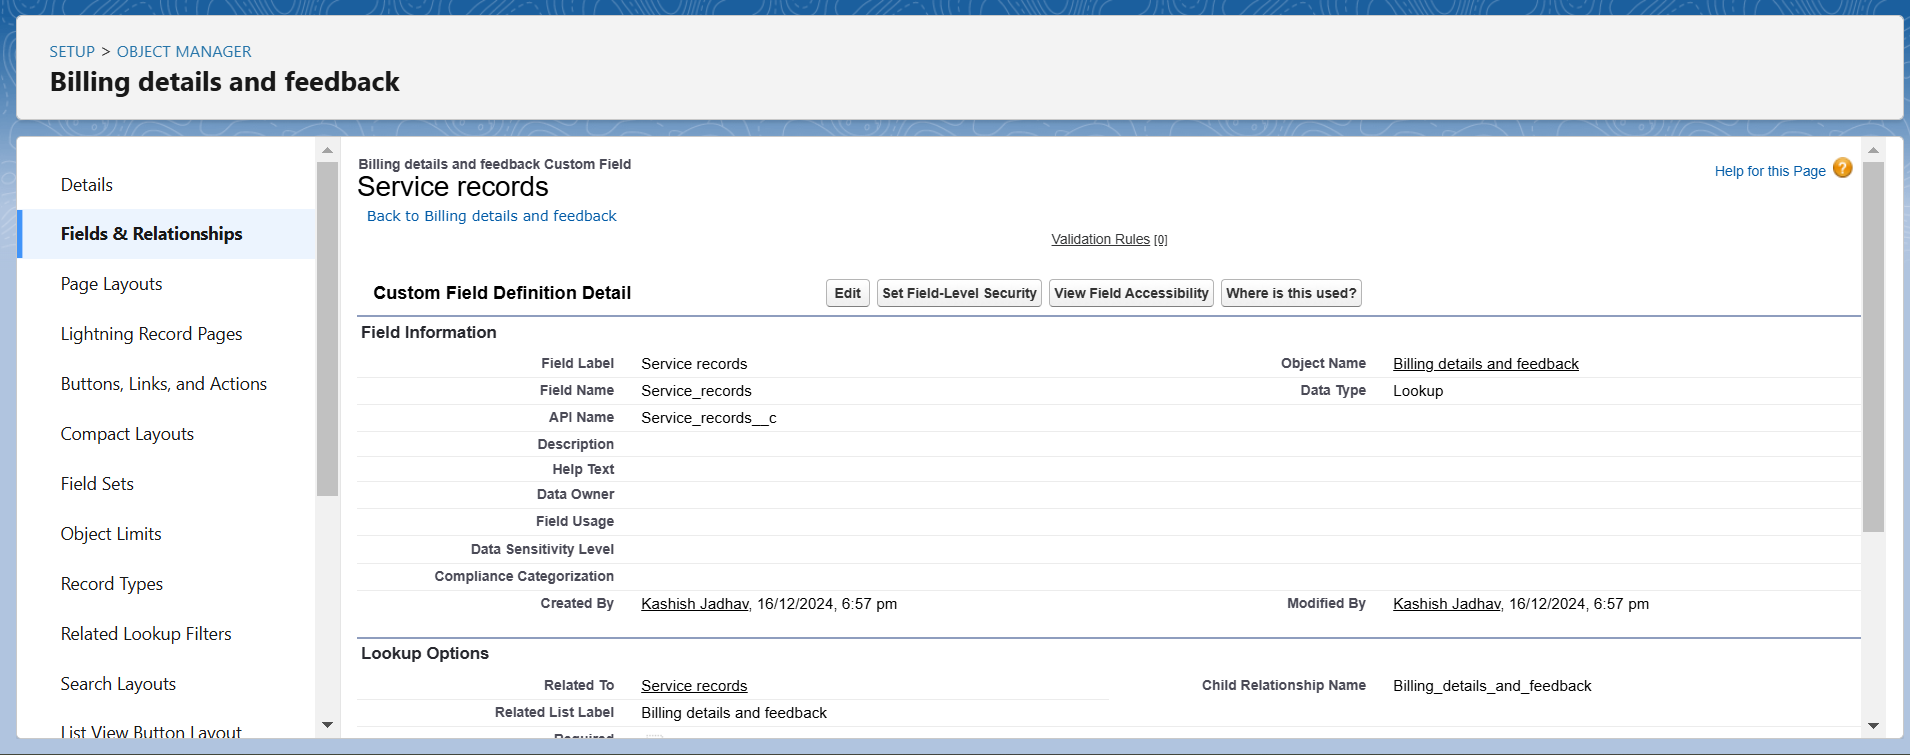 SETUP > OBJECT MANAGER
Billing details and feedback
Details
Fields & Relationships
Page Layouts
Lightning Record Pages
Buttons, Links, and Actions
Compact Layouts
Field Sets
Object Limits
Record Types
Related Lookup Filters
Search Layouts
List View Button Layout
Billing details and feedback Custom Field
Service records
Back to Billing details and feedback
Help for this Page ?
Validation Rules [0]
Custom Field Definition Detail Edit Set Field-Level Security View Field Accessibility Where is this used?
Field Information
Field Label Service records Object Name Billing details and feedback
Field Name Service_records Data Type Lookup
API Name Service_records__c
Description
Help Text
Data Owner
Field Usage
Data Sensitivity Level
Compliance Categorization
Created By Kashish Jadhav, 16/12/2024, 6:57 pm Modified By Kashish Jadhav, 16/12/2024, 6:57 pm
Lookup Options
Related To Service records Child Relationship Name Billing_details_and_feedback
Related List Label Billing details and feedback
Required